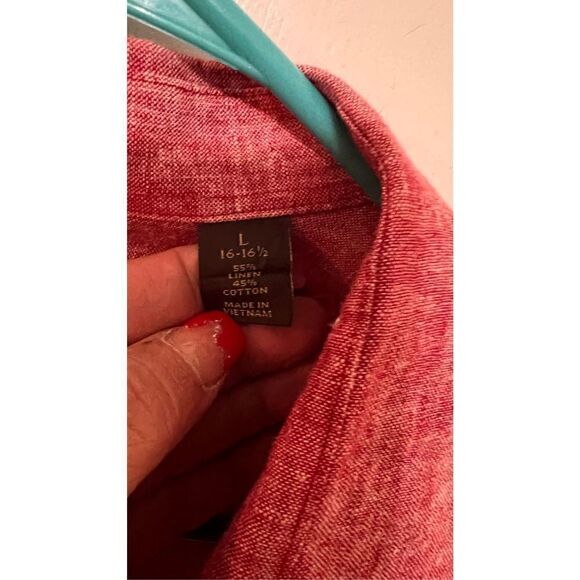 L
16-16½
55%
LINEN
45%
COTTON
MADE IN
VIETNAM